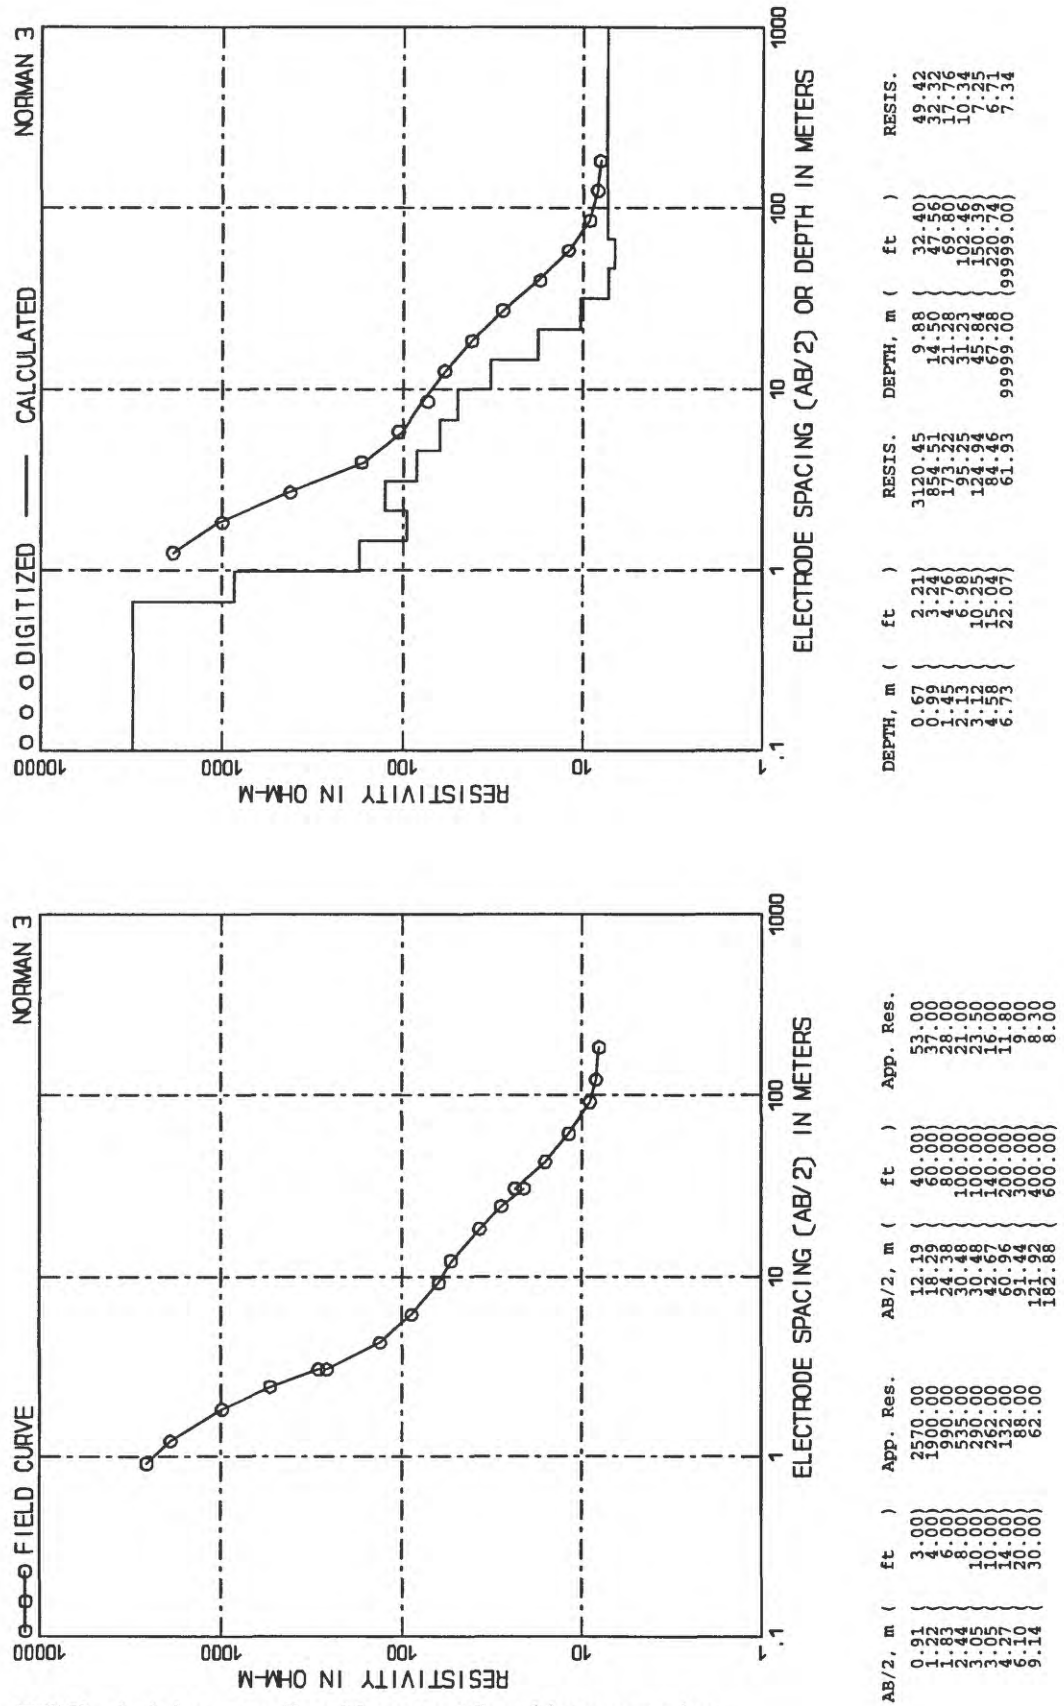 FIELD CURVE NORMAN 3
10000
1000
100
10
1
RESISTIVITY IN OHM-M
.1 1 10 100 1000
ELECTRODE SPACING (AB/2) IN METERS
AB/2, m ( ft ) App. Res. AB/2, m ( ft ) App. Res.
0.91 ( 3.00) 2570.00 12.19 ( 40.00) 53.00
1.22 ( 4.00) 1900.00 18.29 ( 60.00) 37.00
1.83 ( 6.00) 990.00 24.38 ( 80.00) 28.00
2.44 ( 8.00) 535.00 30.48 ( 100.00) 21.00
3.05 ( 10.00) 290.00 30.48 ( 100.00) 23.50
3.05 ( 10.00) 262.00 42.67 ( 140.00) 16.00
4.27 ( 14.00) 132.00 60.96 ( 200.00) 11.80
6.10 ( 20.00) 88.00 91.44 ( 300.00) 9.00
9.14 ( 30.00) 62.00 121.92 ( 400.00) 8.30
182.88 ( 600.00) 8.00
DIGITIZED CALCULATED NORMAN 3
10000
1000
100
10
1
RESISTIVITY IN OHM-M
.1 1 10 100 1000
ELECTRODE SPACING (AB/2) OR DEPTH IN METERS
DEPTH, m ( ft ) RESIS. DEPTH, m ( ft ) RESIS.
0.67 ( 2.21) 3120.45 9.88 ( 32.40) 49.42
0.99 ( 3.24) 854.51 14.50 ( 47.56) 32.32
1.45 ( 4.76) 173.22 21.28 ( 69.80) 17.76
2.13 ( 6.98) 95.25 31.23 ( 102.46) 10.34
3.12 ( 10.25) 124.94 45.84 ( 150.39) 7.25
4.58 ( 15.04) 84.46 67.28 ( 220.74) 6.71
6.73 ( 22.07) 61.93 99999.00 (99999.00) 7.34